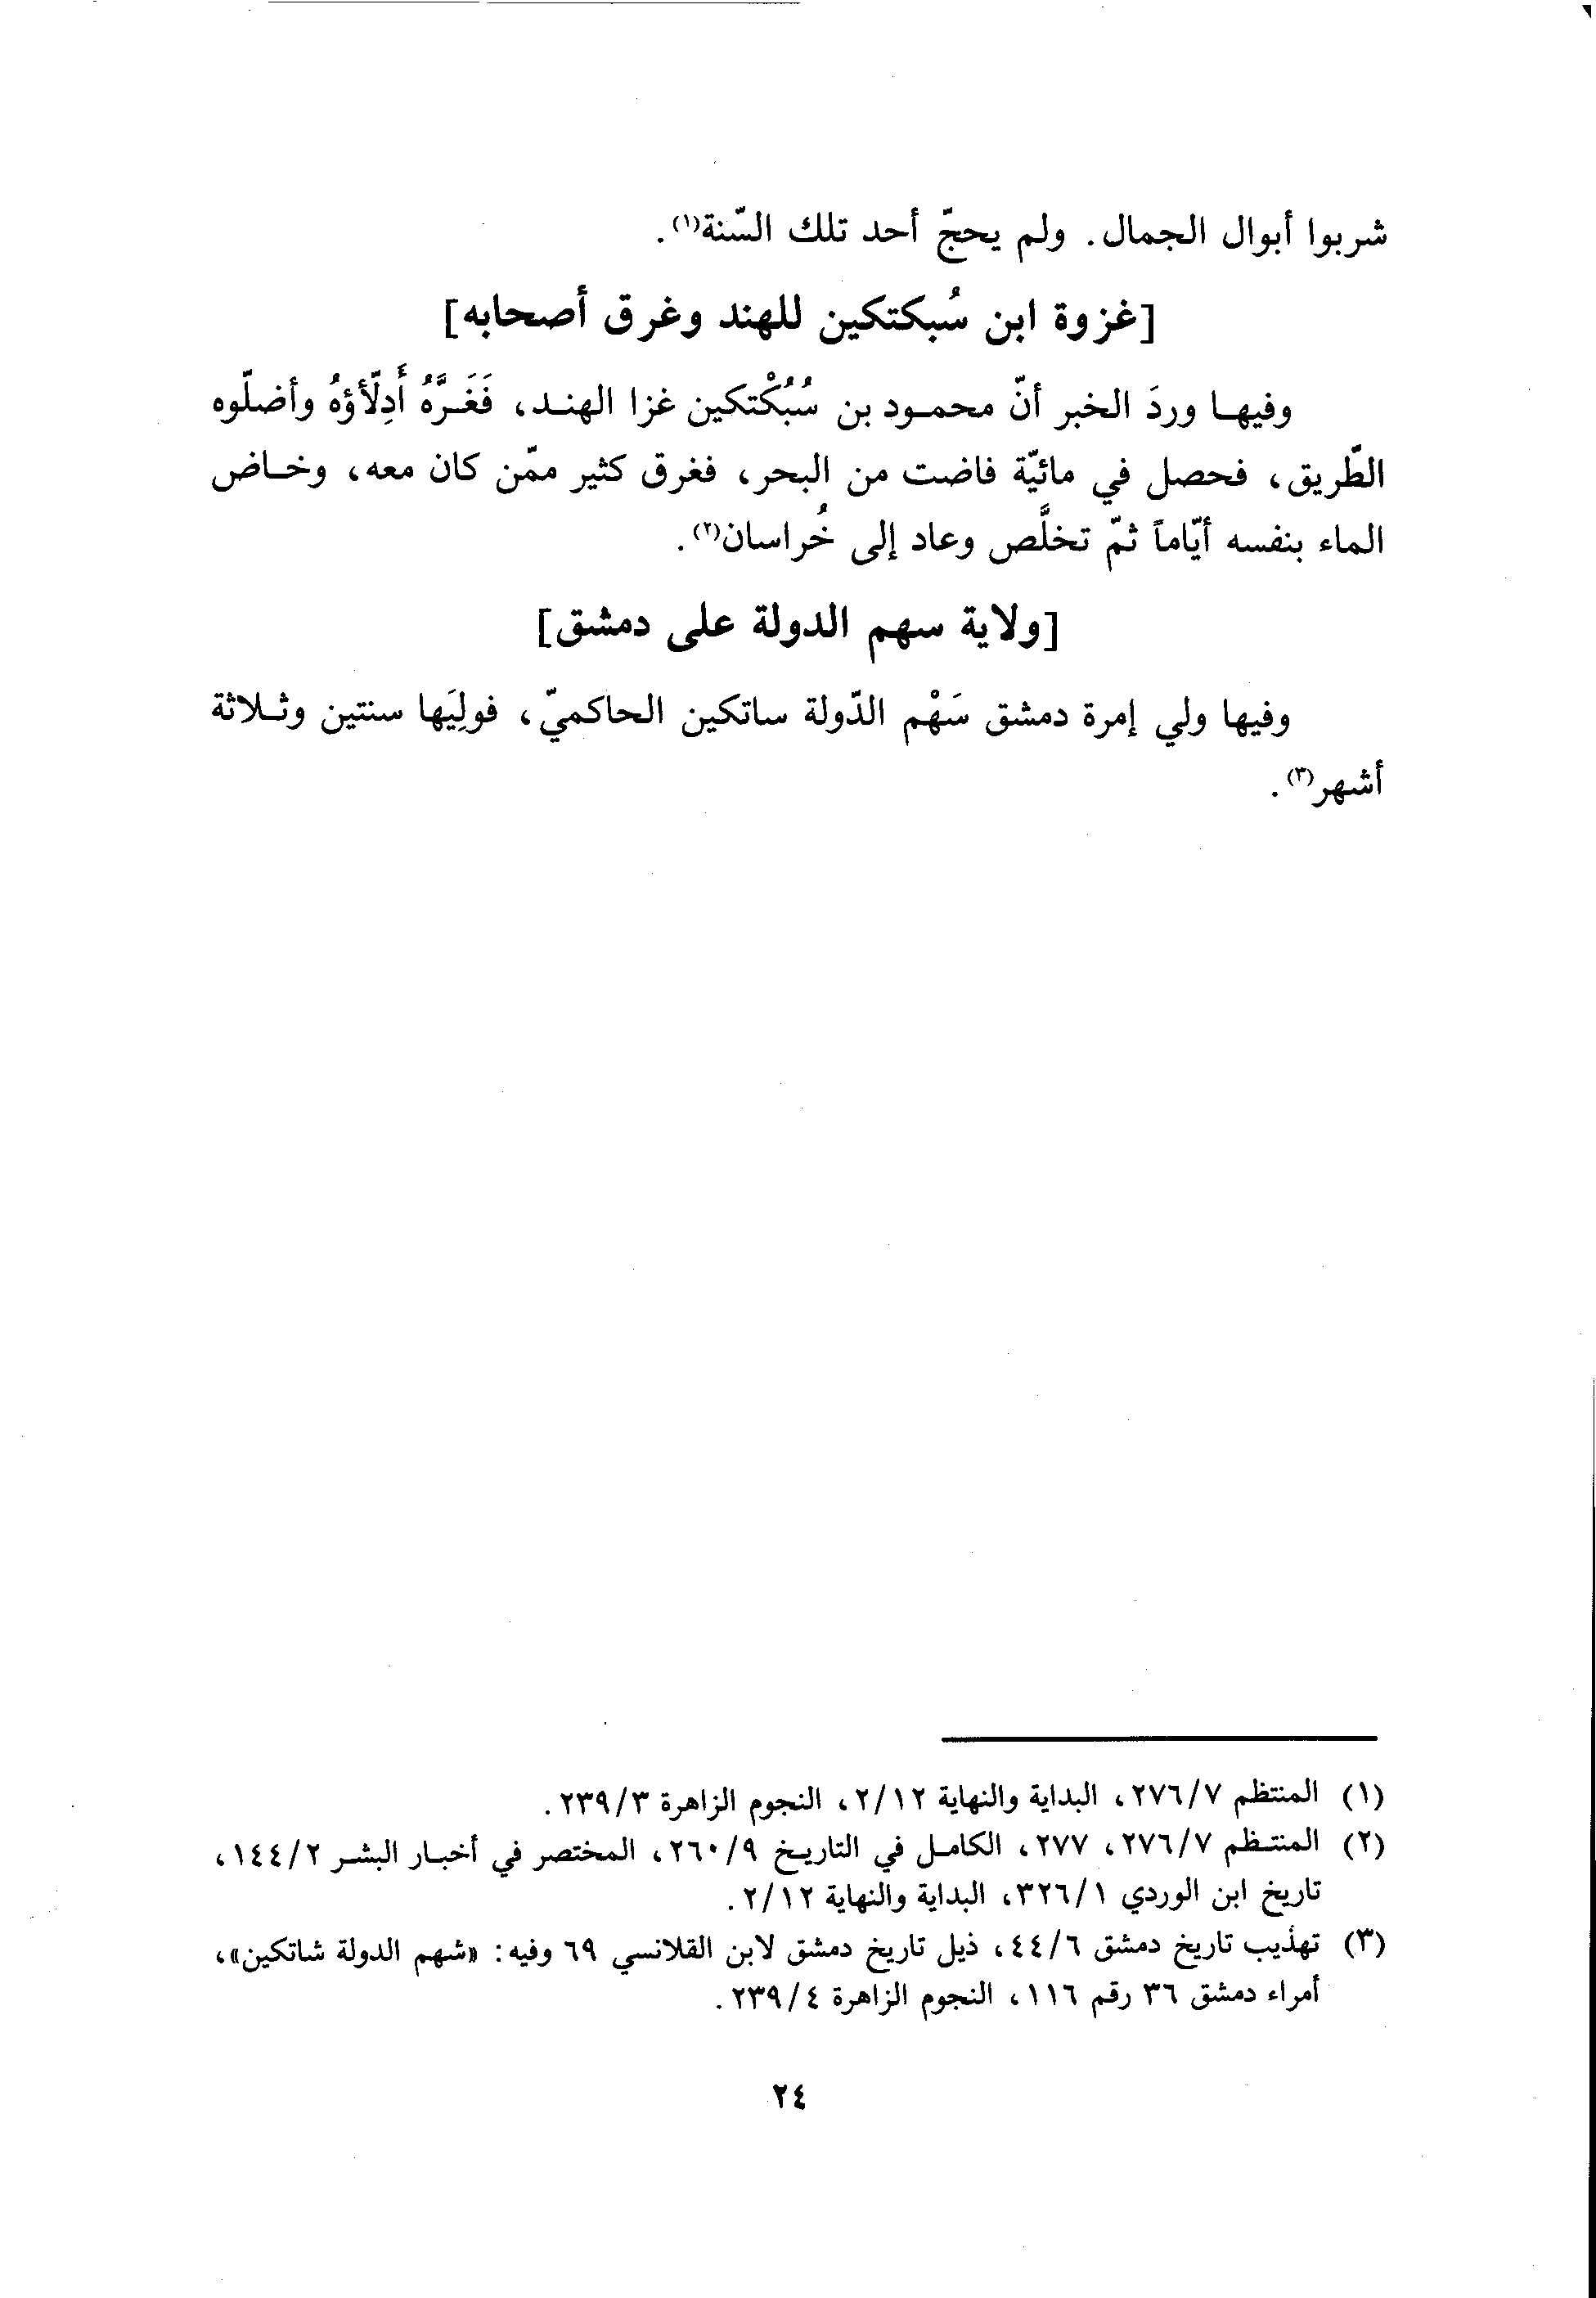 شربوا أبوال الجمال. ولم يحجّ أحد تلك السّنة(١).
[غزوة ابن سُبكتكين للهند وغرق أصحابه]
وفيها وردَ الخبر أنّ محمود بن سُبُكْتكين غزا الهند، فَغَرَّهُ أَدِلّاؤهُ وأضلّوه
الطّريق، فحصل في مائيّة فاضت من البحر، فغرق كثير ممّن كان معه، وخاض
الماء بنفسه أيّاماً ثمّ تخلَّص وعاد إلى خُراسان(٢).
[ولاية سهم الدولة على دمشق]
وفيها ولي إمرة دمشق سَهْم الدّولة ساتكين الحاكميّ، فولِيَها سنتين وثلاثة
أشهر(٣).
(١) المنتظم ٢٧٦/٧، البداية والنهاية ٢/١٢، النجوم الزاهرة ٢٣٩/٣.
(٢) المنتظم ٢٧٦/٧، ٢٧٧، الكامل في التاريخ ٢٦٠/٩، المختصر في أخبار البشر ١٤٤/٢،
تاريخ ابن الوردي ٣٢٦/١، البداية والنهاية ٢/١٢.
(٣) تهذيب تاريخ دمشق ٤٤/٦، ذيل تاريخ دمشق لابن القلانسي ٦٩ وفيه: «شهم الدولة شاتكين»،
أمراء دمشق ٣٦ رقم ١١٦، النجوم الزاهرة ٢٣٩/٤.
٢٤